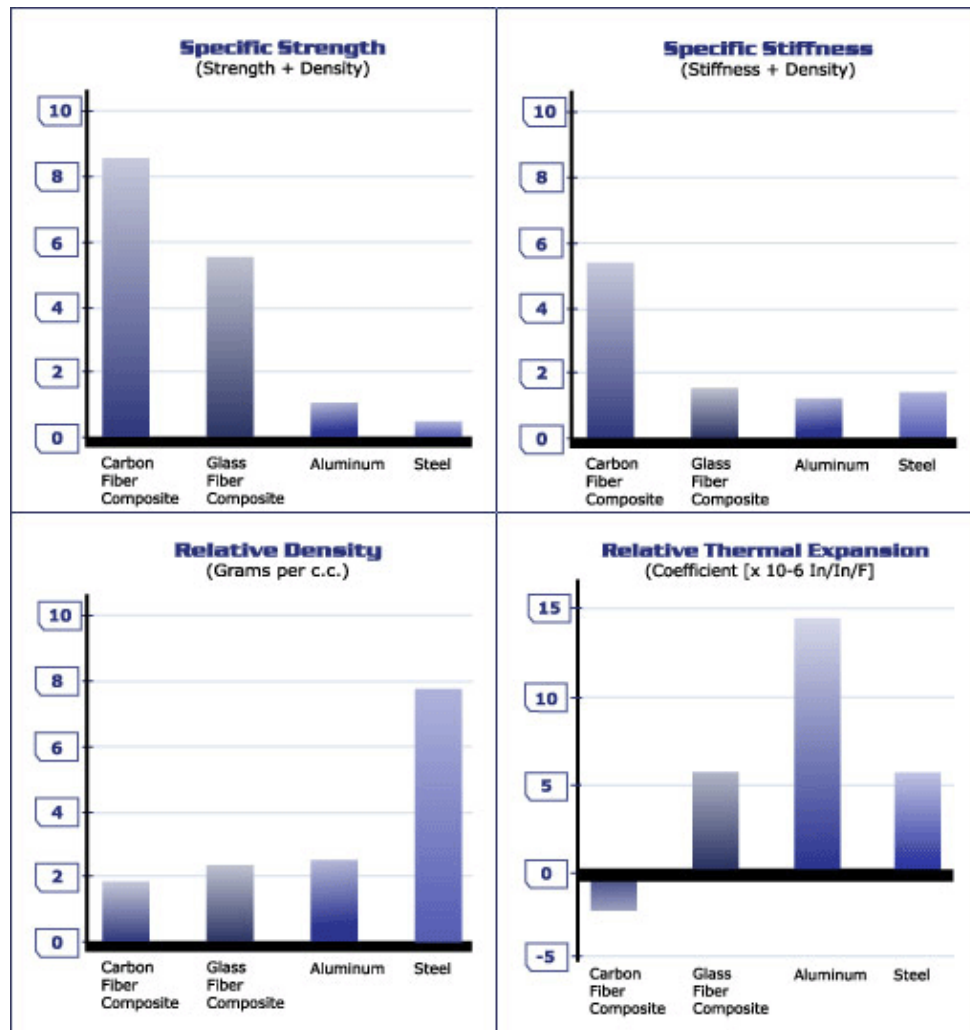 Specific Strength
(Strength + Density)
10
8
6
4
2
0
Carbon
Fiber
Composite
Glass
Fiber
Composite
Aluminum
Steel
Specific Stiffness
(Stiffness + Density)
10
8
6
4
2
0
Carbon
Fiber
Composite
Glass
Fiber
Composite
Aluminum
Steel
Relative Density
(Grams per c.c.)
10
8
6
4
2
0
Carbon
Fiber
Composite
Glass
Fiber
Composite
Aluminum
Steel
Relative Thermal Expansion
(Coefficient [x 10-6 In/In/F]
15
10
5
0
-5
Carbon
Fiber
Composite
Glass
Fiber
Composite
Aluminum
Steel